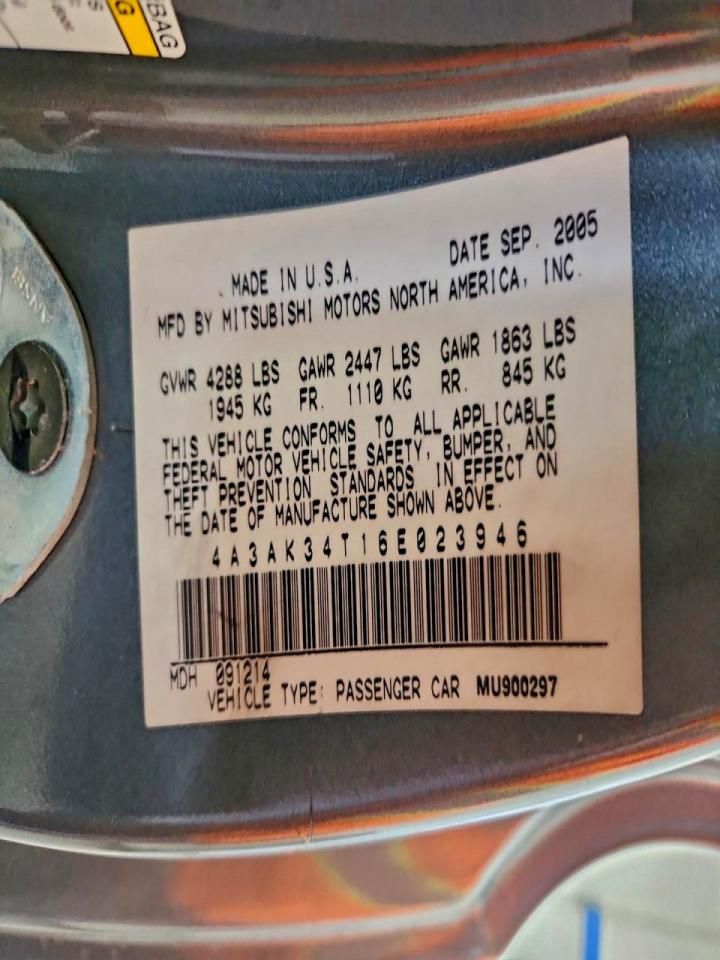 BAG
G
MADE IN U.S.A. DATE SEP. 2005
MFD BY MITSUBISHI MOTORS NORTH AMERICA, INC.
GVWR 4288 LBS GAWR 2447 LBS GAWR 1863 LBS
1945 KG FR. 1110 KG RR. 845 KG
THIS VEHICLE CONFORMS TO ALL APPLICABLE
FEDERAL MOTOR VEHICLE SAFETY, BUMPER, AND
THEFT PREVENTION STANDARDS IN EFFECT ON
THE DATE OF MANUFACTURE SHOWN ABOVE.
4A3AK34T16E023946
MDH 091214
VEHICLE TYPE: PASSENGER CAR MU900297